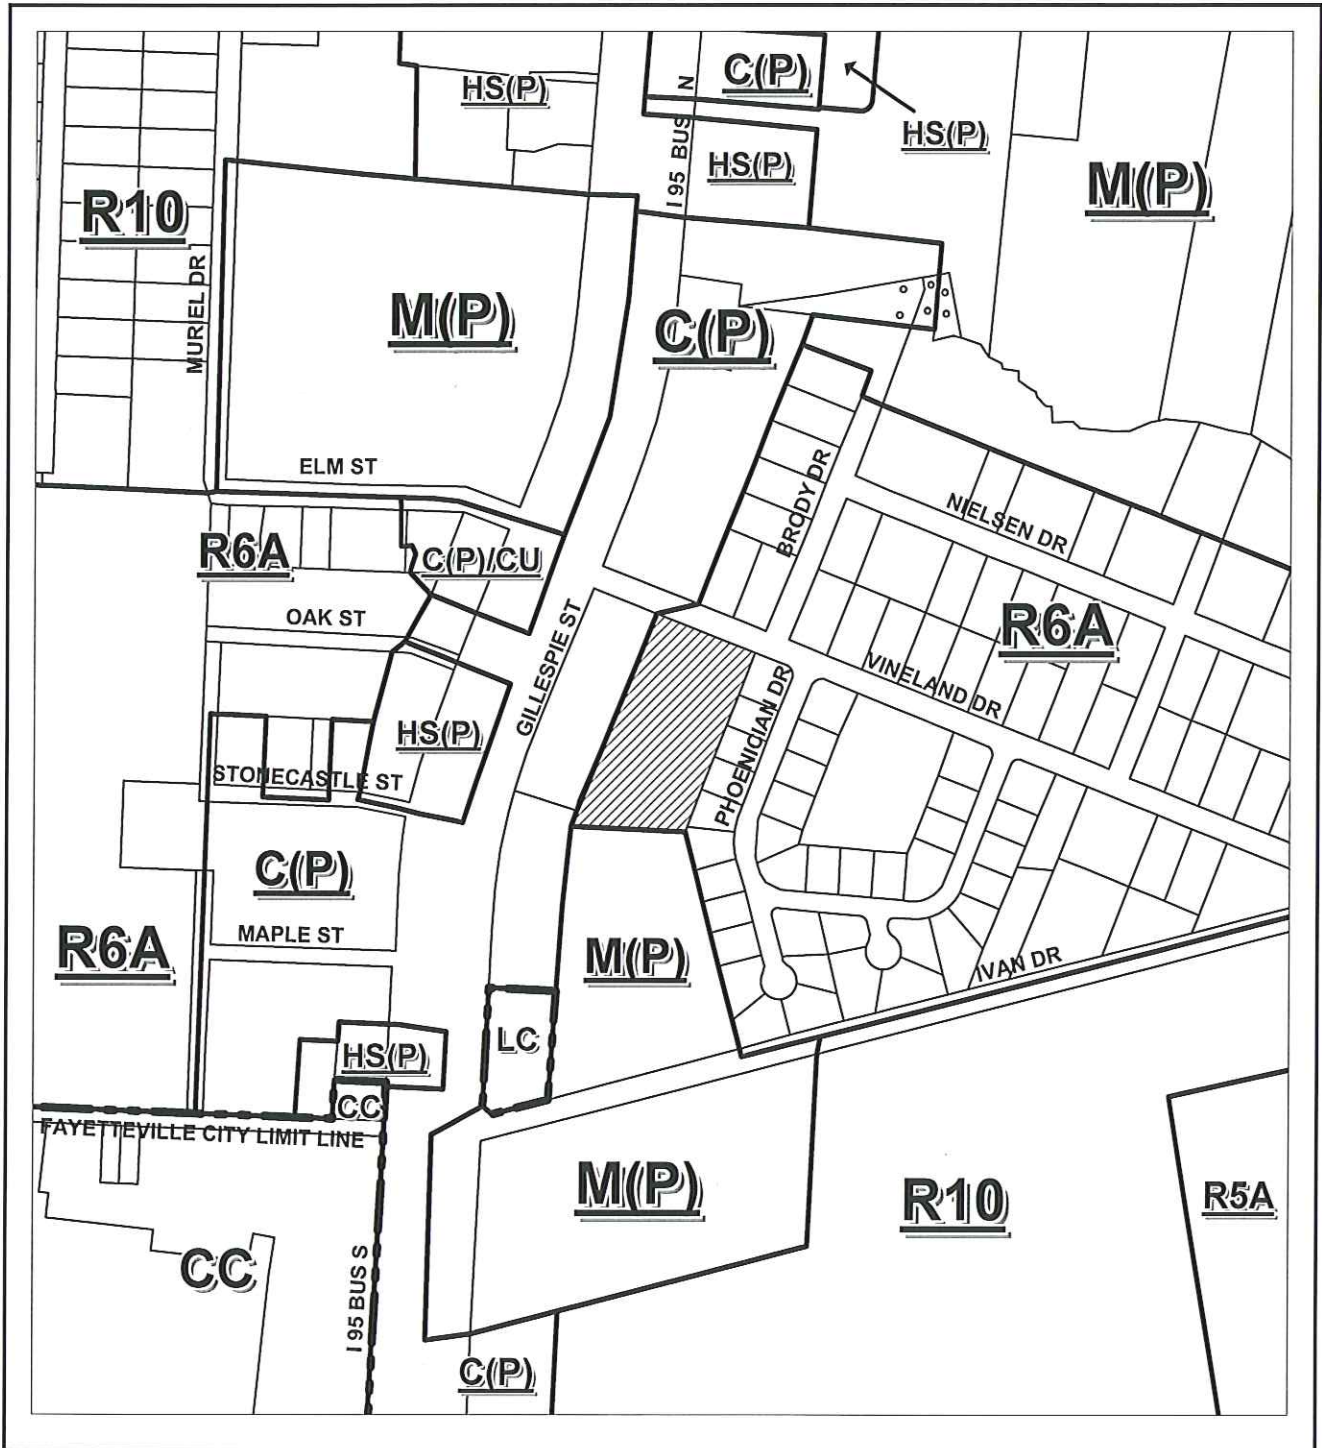 C(P)
HS(P)
I 95 BUS N
HS(P)
HS(P)
M(P)
R10
MURIEL DR
M(P)
C(P)
ELM ST
BRODY DR
NIELSEN DR
R6A
C(P)/CU
OAK ST
GILLESPIE ST
R6A
VINELAND DR
PHOENICIAN DR
HS(P)
STONECASTLE ST
C(P)
MAPLE ST
R6A
M(P)
IVAN DR
LC
HS(P)
CC
FAYETTEVILLE CITY LIMIT LINE
M(P)
R10
R5A
CC
I 95 BUS S
C(P)